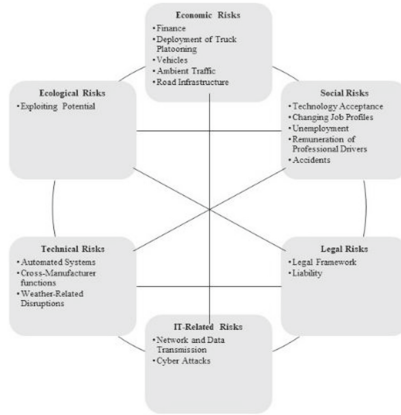 Economic Risks
•Finance
•Deployment of Truck
Platooning
•Vehicles
•Ambient Traffic
•Road Infrastructure
Ecological Risks
•Exploiting Potential
Social Risks
•Technology Acceptance
•Changing Job Profiles
•Unemployment
•Remuneration of
Professional Drivers
•Accidents
Technical Risks
•Automated Systems
•Cross-Manufacturer
functions
•Weather-Related
Disruptions
Legal Risks
•Legal Framework
•Liability
IT-Related Risks
•Network and Data
Transmission
•Cyber Attacks